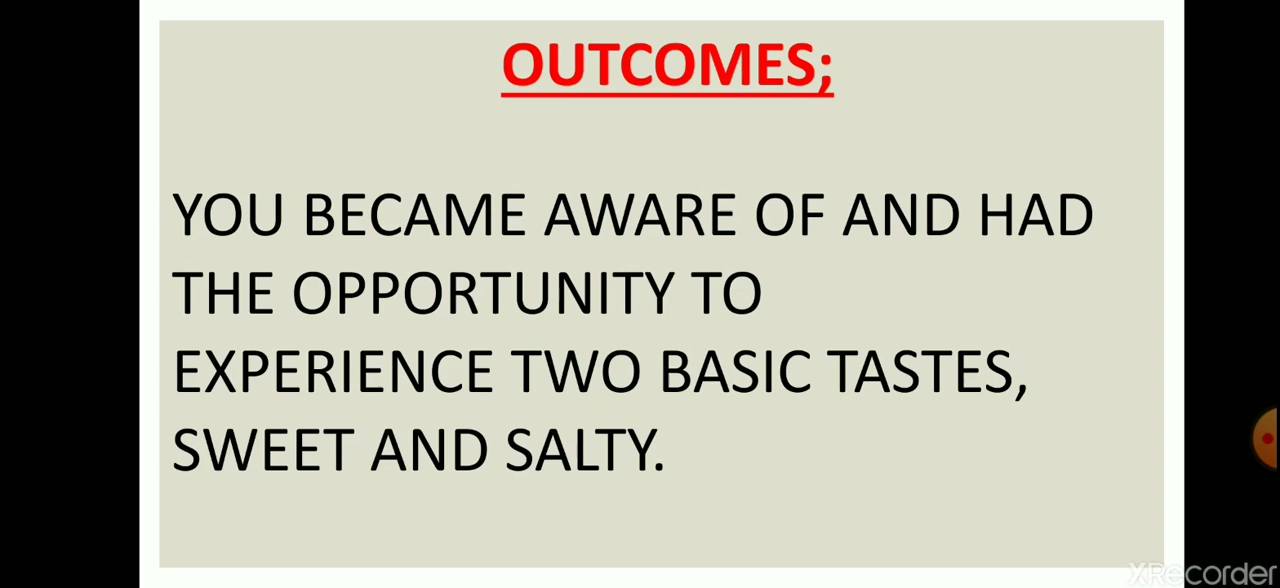 OUTCOMES;
YOU BECAME AWARE OF AND HAD
THE OPPORTUNITY TO
EXPERIENCE TWO BASIC TASTES,
SWEET AND SALTY.
XRecorder